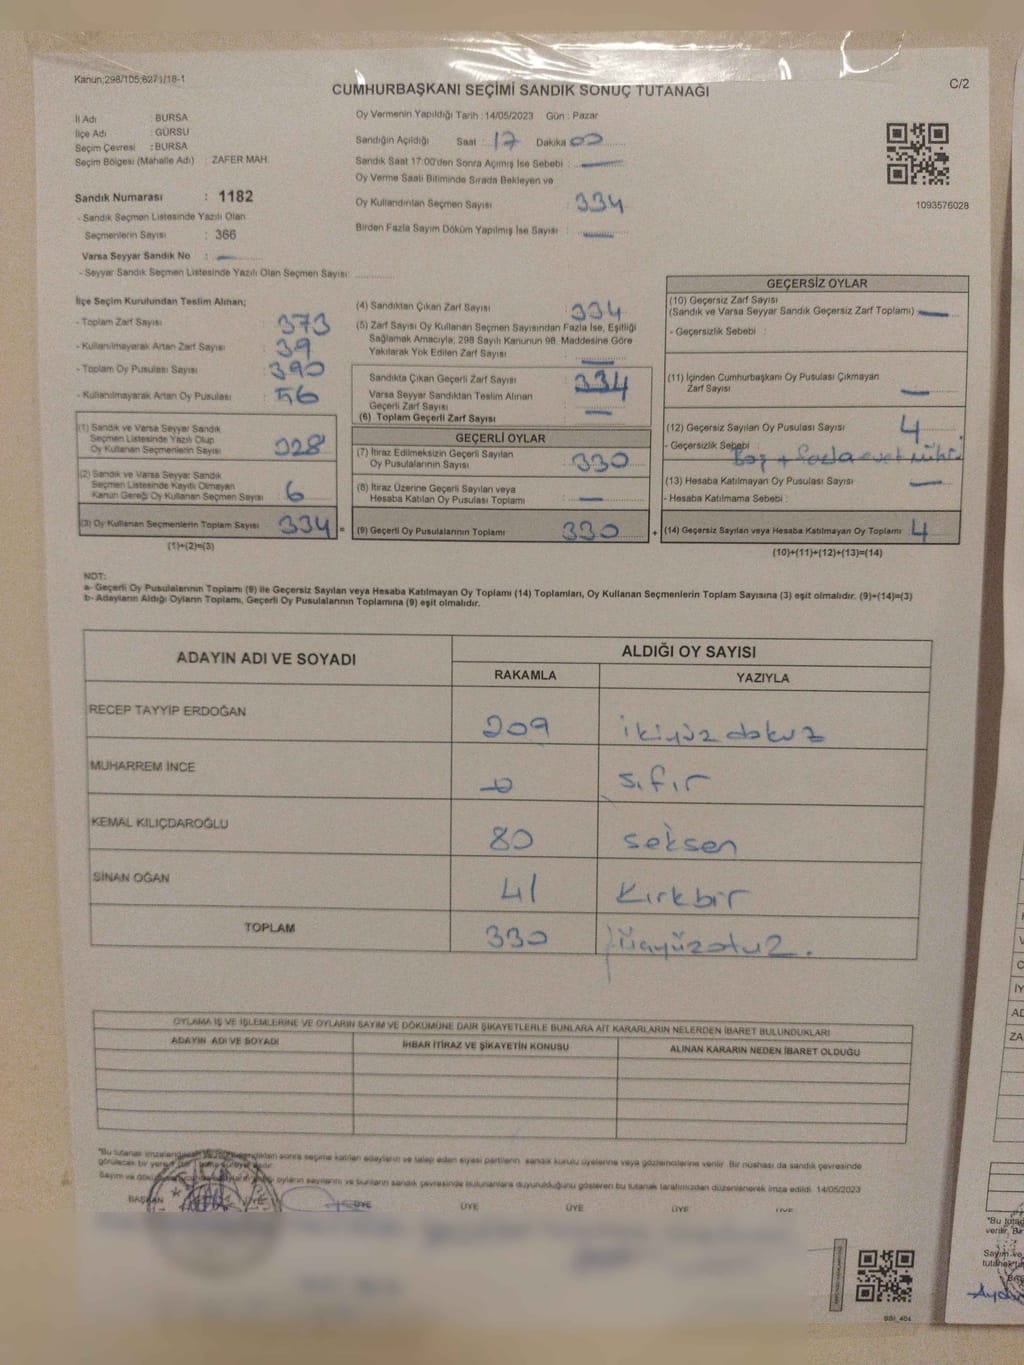 Kanun;298/105;6271/18-1
C/2
CUMHURBAŞKANI SEÇİMİ SANDIK SONUÇ TUTANAĞI
İl Adı : BURSA
İlçe Adı : GÜRSU
Seçim Çevresi : BURSA
Seçim Bölgesi (Mahalle Adı) : ZAFER MAH.
Sandık Numarası : 1182
- Sandık Seçmen Listesinde Yazılı Olan
Seçmenlerin Sayısı : 366
Varsa Seyyar Sandık No : —
- Seyyar Sandık Seçmen Listesinde Yazılı Olan Seçmen Sayısı:
Oy Vermenin Yapıldığı Tarih : 14/05/2023 Gün : Pazar
Sandığın Açıldığı Saat : 17 Dakika 00
Sandık Saat 17:00'den Sonra Açımış İse Sebebi : —
Oy Verme Saati Bitiminde Sırada Bekleyen ve
Oy Kullandırılan Seçmen Sayısı : 334
Birden Fazla Sayım Döküm Yapılmış İse Sayısı : —
1093576028
İlçe Seçim Kurulundan Teslim Alınan;
- Toplam Zarf Sayısı : 373
- Kullanılmayarak Artan Zarf Sayısı : 39
- Toplam Oy Pusulası Sayısı : 390
- Kullanılmayarak Artan Oy Pusulası : 56
(1) Sandık ve Varsa Seyyar Sandık
Seçmen Listesinde Yazılı Olup
Oy Kullanan Seçmenlerin Sayısı : 328
(2) Sandık ve Varsa Seyyar Sandık
Seçmen Listesinde Kayıtlı Olmayan
Kanun Gereği Oy Kullanan Seçmen Sayısı : 6
(3) Oy Kullanan Seçmenlerin Toplam Sayısı : 334 =
(1)+(2)=(3)
(4) Sandıktan Çıkan Zarf Sayısı : 334
(5) Zarf Sayısı Oy Kullanan Seçmen Sayısından Fazla İse, Eşitliği
Sağlamak Amacıyla; 298 Sayılı Kanunun 98. Maddesine Göre
Yakılarak Yok Edilen Zarf Sayısı : —
Sandıkta Çıkan Geçerli Zarf Sayısı : 334
Varsa Seyyar Sandıktan Teslim Alınan
Geçerli Zarf Sayısı : —
(6) Toplam Geçerli Zarf Sayısı
GEÇERLİ OYLAR
(7) İtiraz Edilmeksizin Geçerli Sayılan
Oy Pusulalarının Sayısı : 330
(8) İtiraz Üzerine Geçerli Sayılan veya
Hesaba Katılan Oy Pusulası Toplamı : —
(9) Geçerli Oy Pusulalarının Toplamı : 330 +
GEÇERSİZ OYLAR
(10) Geçersiz Zarf Sayısı
(Sandık ve Varsa Seyyar Sandık Geçersiz Zarf Toplamı) : —
- Geçersizlik Sebebi :
(11) İçinden Cumhurbaşkanı Oy Pusulası Çıkmayan
Zarf Sayısı : —
(12) Geçersiz Sayılan Oy Pusulası Sayısı : 4
- Geçersizlik Sebebi : Boş + fazla evet mührü
(13) Hesaba Katılmayan Oy Pusulası Sayısı : —
- Hesaba Katılmama Sebebi :
(14) Geçersiz Sayılan veya Hesaba Katılmayan Oy Toplamı : 4
(10)+(11)+(12)+(13)=(14)
NOT:
a- Geçerli Oy Pusulalarının Toplamı (9) ile Geçersiz Sayılan veya Hesaba Katılmayan Oy Toplamı (14) Toplamları, Oy Kullanan Seçmenlerin Toplam Sayısına (3) eşit olmalıdır. (9)+(14)=(3)
b- Adayların Aldığı Oyların Toplamı, Geçerli Oy Pusulalarının Toplamına (9) eşit olmalıdır.
ADAYIN ADI VE SOYADI
ALDIĞI OY SAYISI
RAKAMLA YAZIYLA
RECEP TAYYİP ERDOĞAN 209 ikiyüz dokuz
MUHARREM İNCE 0 sıfır
KEMAL KILIÇDAROĞLU 80 seksen
SİNAN OĞAN 41 Kırkbir
TOPLAM 330 Üçyüzotuz.
OYLAMA İŞ VE İŞLEMLERİNE VE OYLARIN SAYIM VE DÖKÜMÜNE DAİR ŞİKAYETLERLE BUNLARA AİT KARARLARIN NELERDEN İBARET BULUNDUKLARI
ADAYIN ADI VE SOYADI İHBAR İTİRAZ VE ŞİKAYETİN KONUSU ALINAN KARARIN NEDEN İBARET OLDUĞU
sonra seçime katılan adayların ve talep eden siyasi partilerin sandık kurulu üyelerine veya gözlemcilerine verilir. Bir nüshası da sandık çevresinde
oyların sayılarını ve bunların sandık çevresinde bulunanlara duyurulduğunu gösteren bu tutanak tarafımızdan düzenlenerek imza edildi. 14/05/2023
BAŞKAN ÜYE ÜYE ÜYE ÜYE ÜYE ÜYE